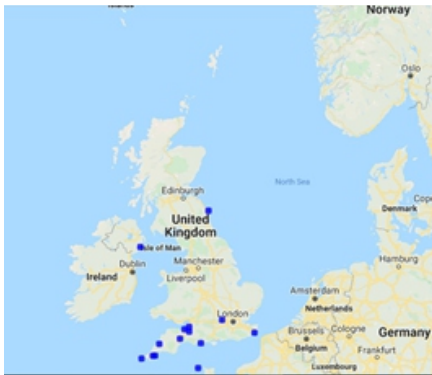 Norway
Oslo
Edinburgh
North Sea
United
Kingdom
Denmark
Cope
Isle of Man
Dublin
Manchester
Hamburg
Ireland
Liverpool
Amsterdam
London
Netherlands
Brussels
Cologne
Germany
Belgium
Frankfurt
Luxembourg